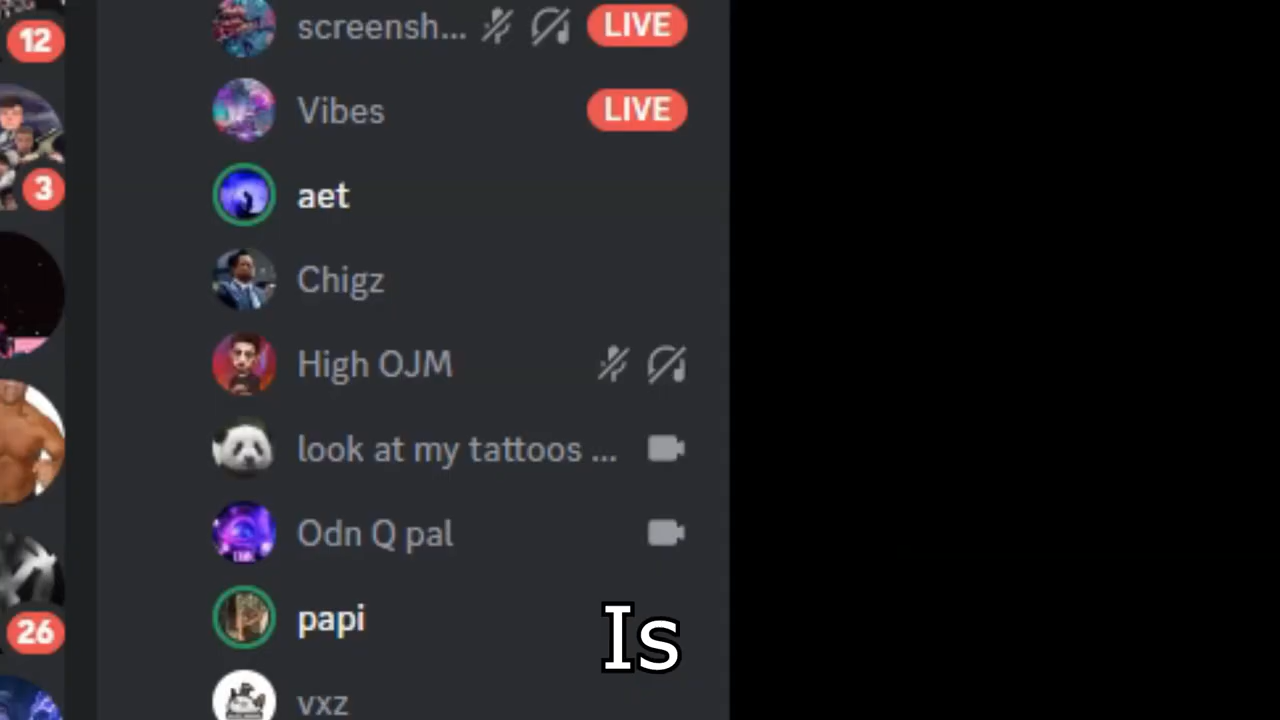 12
screensh... LIVE
Vibes LIVE
3
aet
Chigz
High OJM
look at my tattoos ...
Odn Q pal
26
papi
Is
vxz